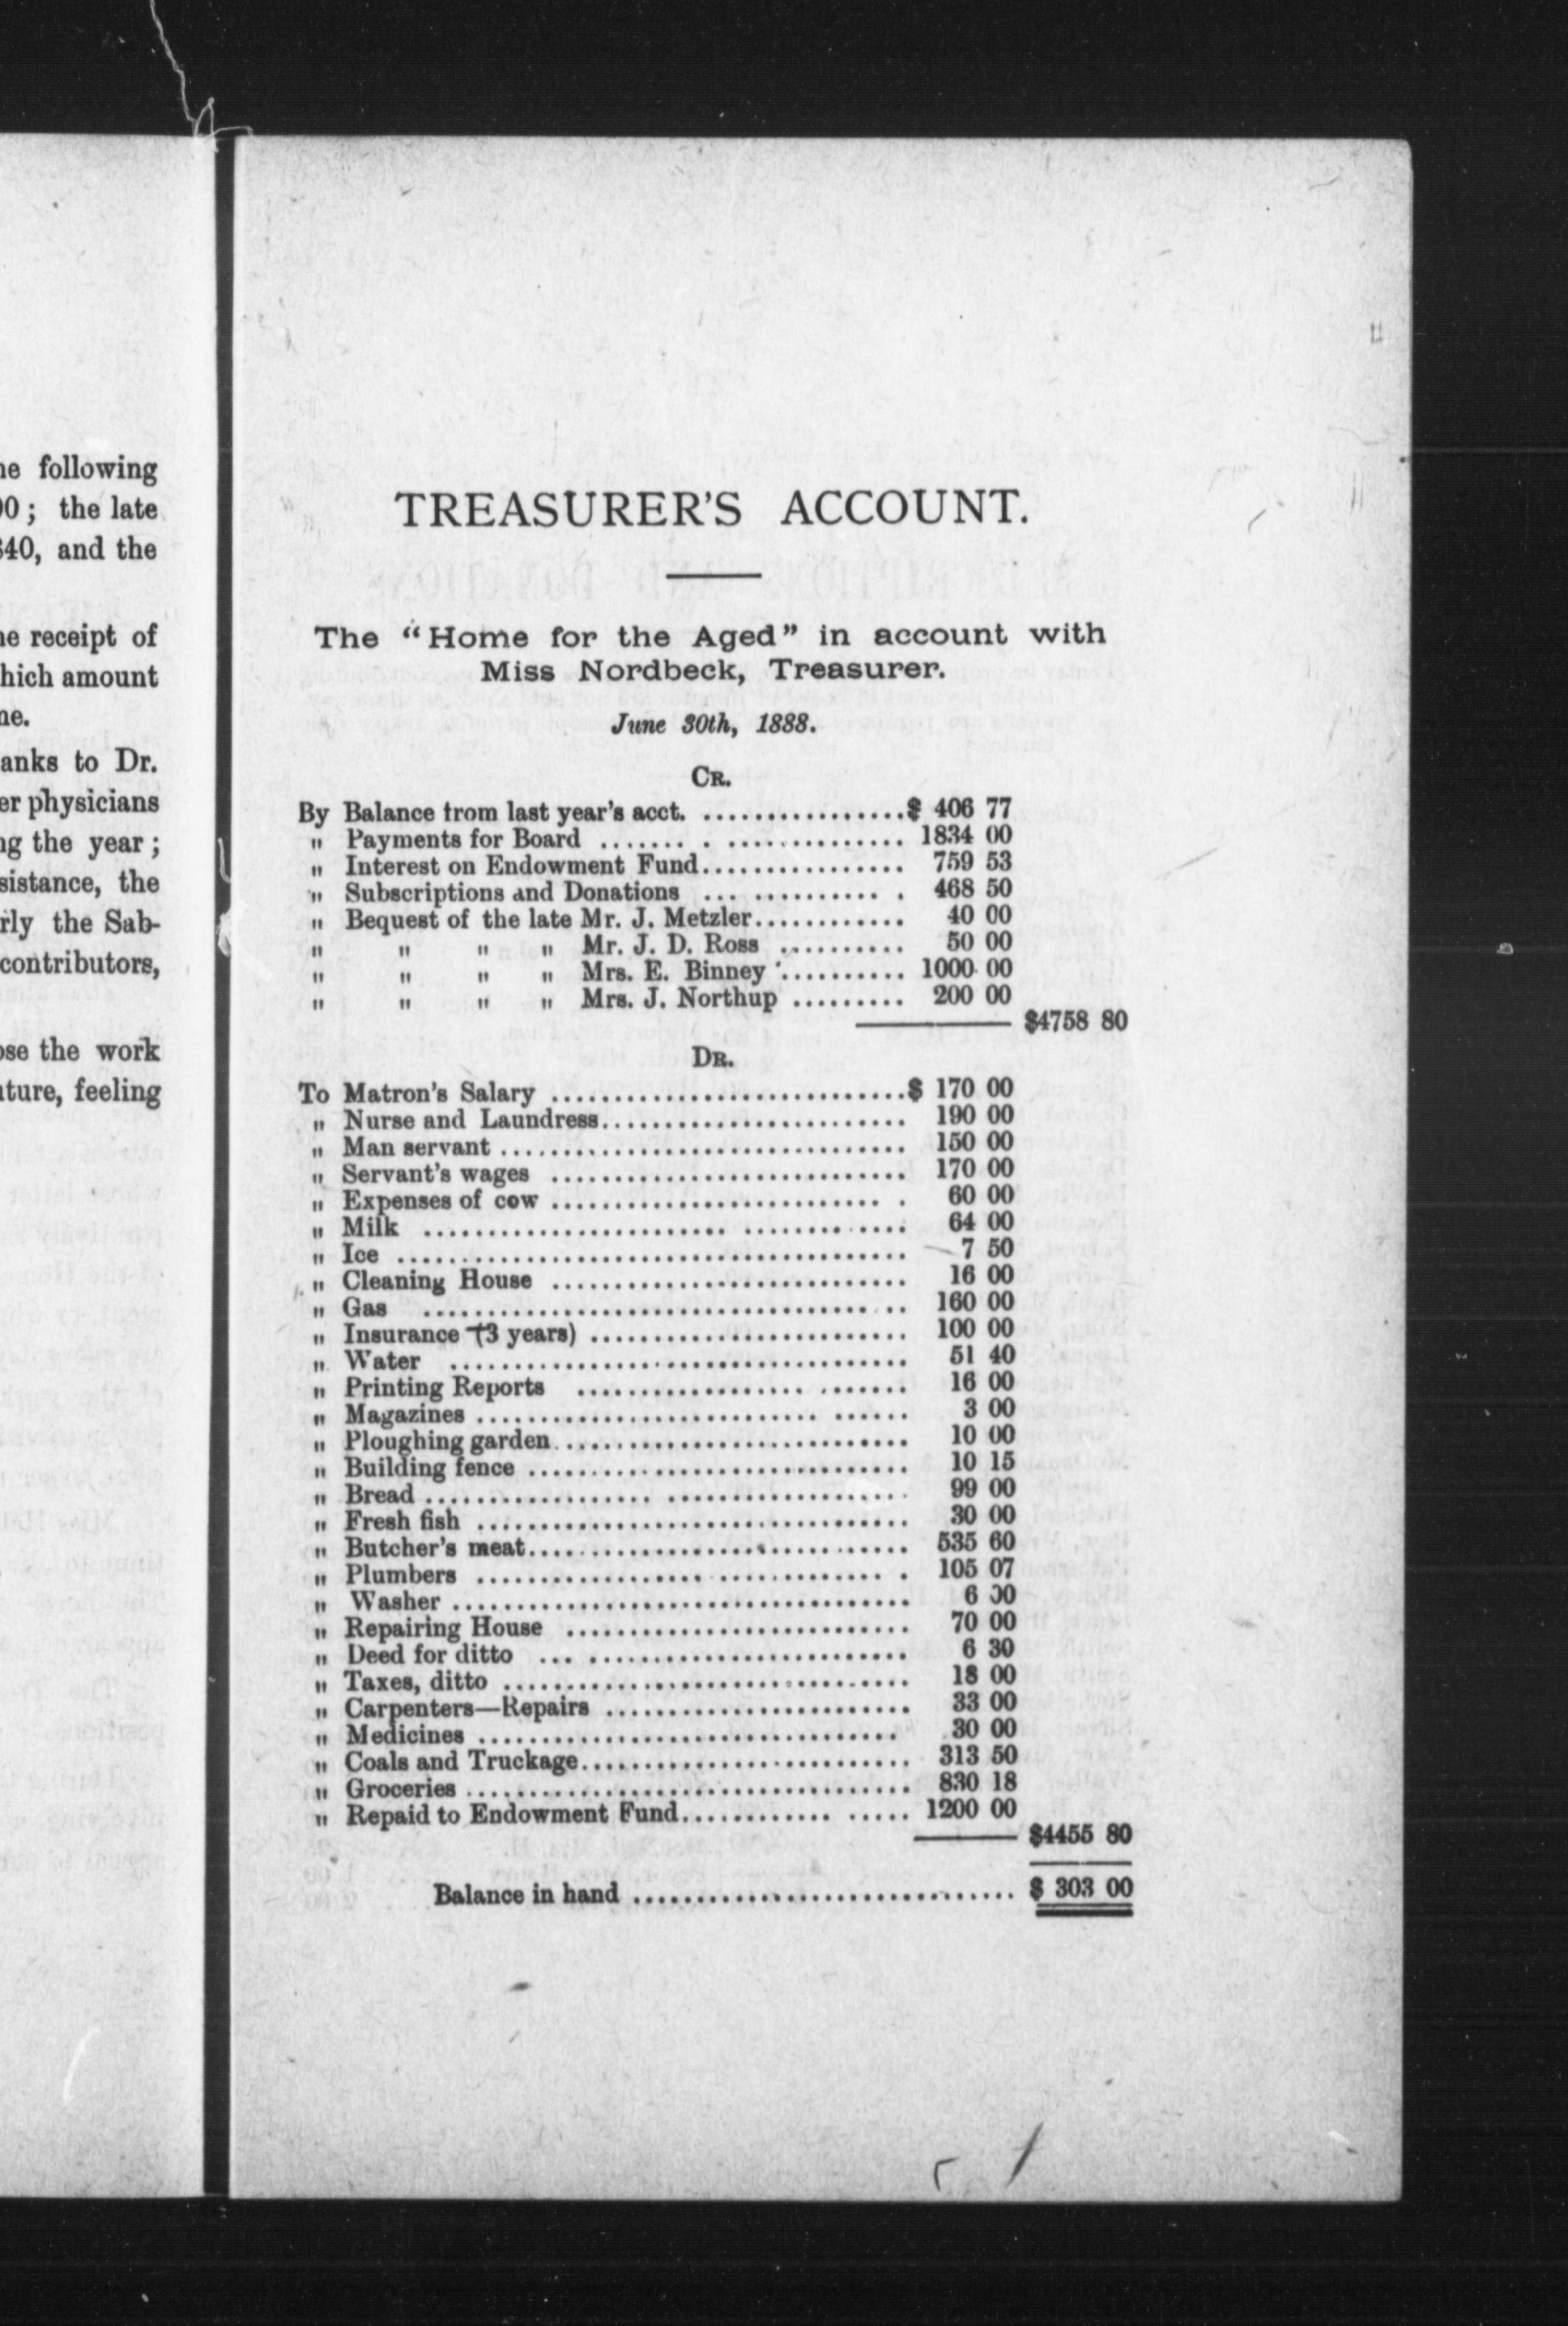 he following
00; the late
$40, and the
he receipt of
which amount
ne.
anks to Dr.
er physicians
ng the year;
sistance, the
rly the Sab-
contributors,
ose the work
uture, feeling
TREASURER'S ACCOUNT.
The "Home for the Aged" in account with
Miss Nordbeck, Treasurer.
June 30th, 1888.
CR.
By Balance from last year's acct. ................$ 406 77
" Payments for Board ....... . .............. 1834 00
" Interest on Endowment Fund................ 759 53
" Subscriptions and Donations ... .......... . 468 50
" Bequest of the late Mr. J. Metzler............ 40 00
" " " " Mr. J. D. Ross .......... 50 00
" " " " Mrs. E. Binney .......... 1000 00
" " " " Mrs. J. Northup ......... 200 00
$4758 80
DR.
To Matron's Salary .............................$ 170 00
" Nurse and Laundress......................... 190 00
" Man servant ................................. 150 00
" Servant's wages ............................. 170 00
" Expenses of cow ........................... . 60 00
" Milk ......................... ............. 64 00
" Ice ......................................... 7 50
" Cleaning House ............................. 16 00
" Gas .................................... .. 160 00
" Insurance (3 years) .......................... 100 00
" Water ..................................... 51 40
" Printing Reports ................... ....... 16 00
" Magazines ............................ ...... 3 00
" Ploughing garden............................. 10 00
" Building fence ............................... 10 15
" Bread ................... .................... 99 00
" Fresh fish ................................... 30 00
" Butcher's meat............................... 535 60
" Plumbers .................. .............. . 105 07
" Washer ..................................... 6 00
" Repairing House ............................ 70 00
" Deed for ditto ... .......................... 6 30
" Taxes, ditto ................................. 18 00
" Carpenters—Repairs ......................... 33 00
" Medicines .................................. 30 00
" Coals and Truckage........................... 313 50
" Groceries .................................... 830 18
" Repaid to Endowment Fund............ ..... 1200 00
$4455 80
Balance in hand ............................... $ 303 00